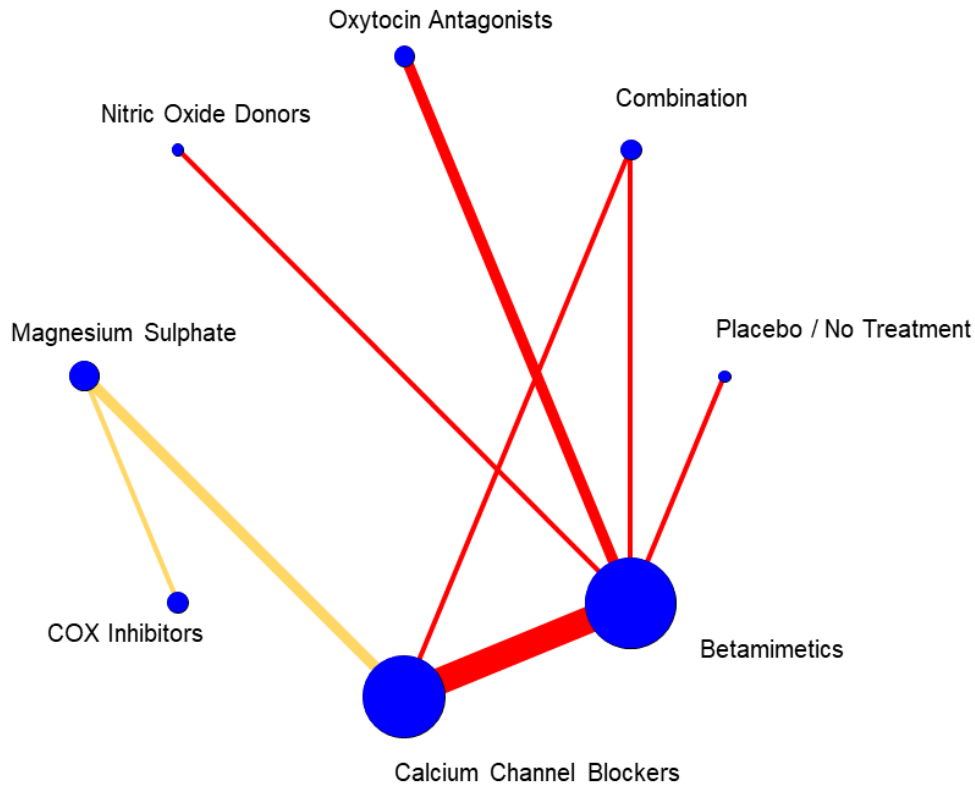 Oxytocin Antagonists
Combination
Nitric Oxide Donors
Placebo / No Treatment
Magnesium Sulphate
COX Inhibitors
Betamimetics
Calcium Channel Blockers